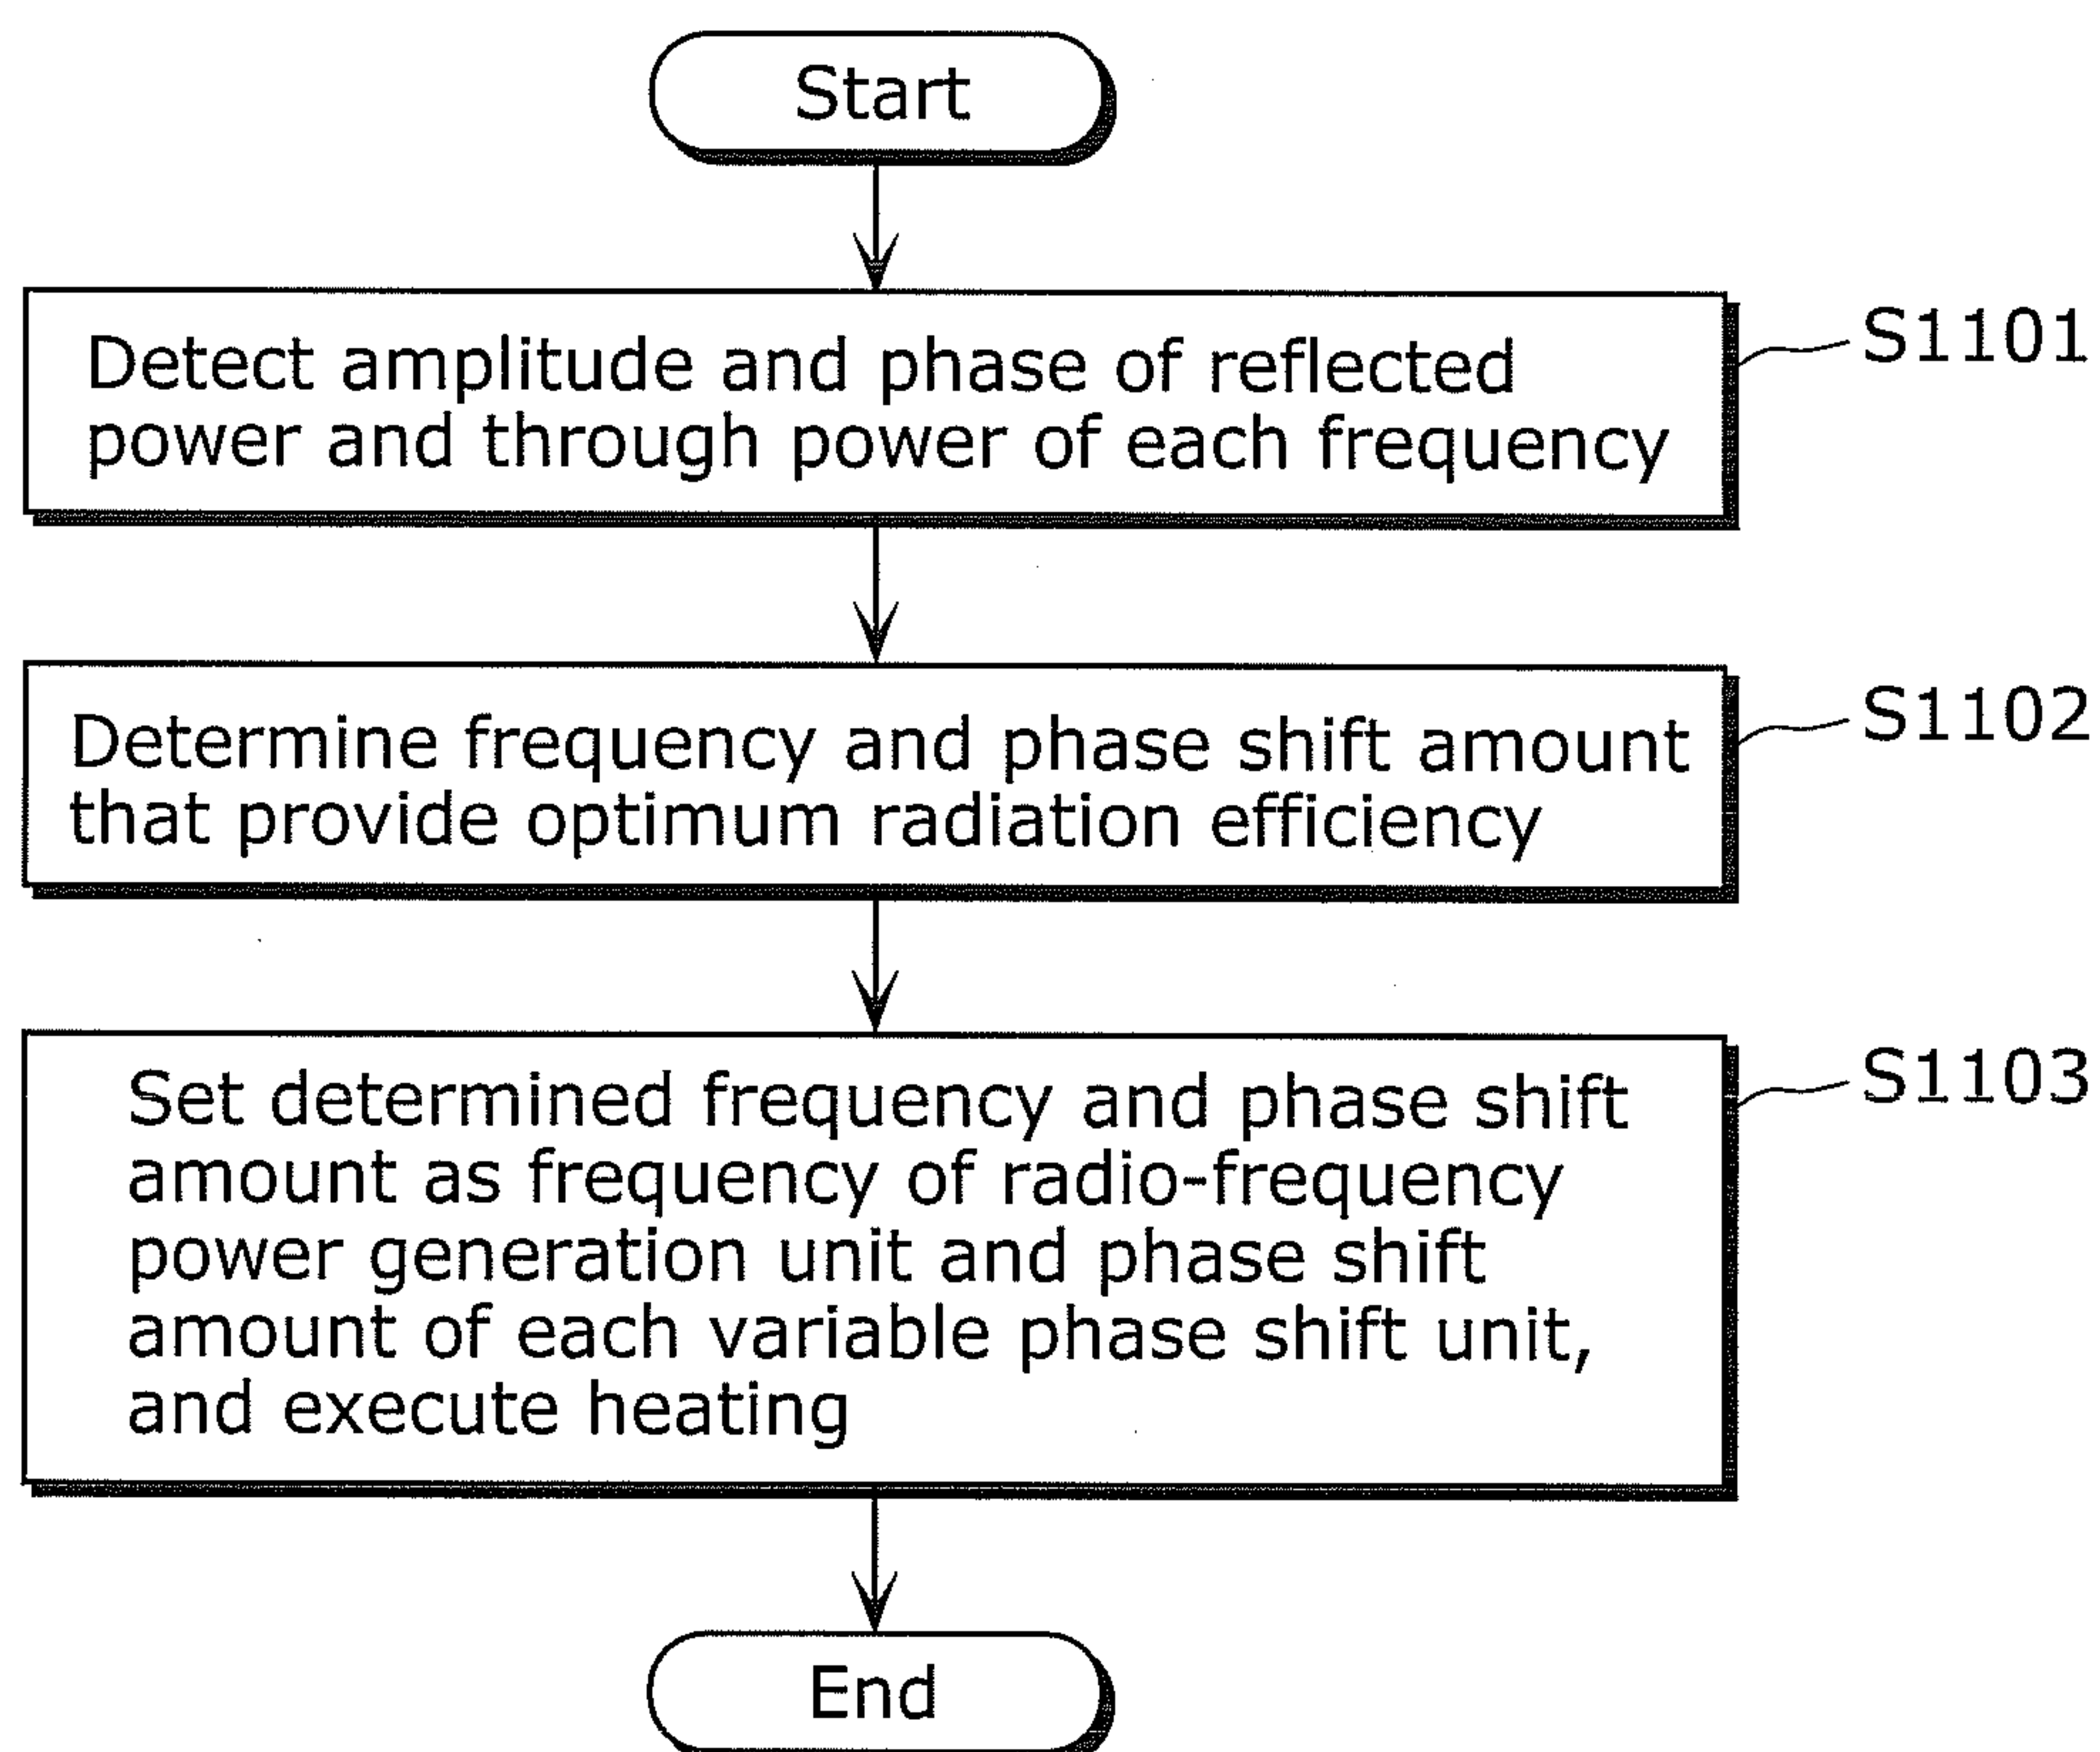 Start
Detect amplitude and phase of reflected
power and through power of each frequency
S1101
Determine frequency and phase shift amount
that provide optimum radiation efficiency
S1102
Set determined frequency and phase shift
amount as frequency of radio-frequency
power generation unit and phase shift
amount of each variable phase shift unit,
and execute heating
S1103
End